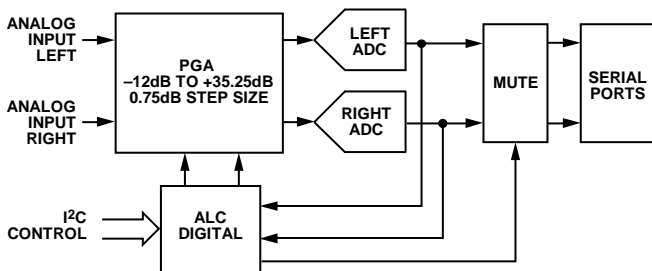 ANALOG
INPUT
LEFT
ANALOG
INPUT
RIGHT
PGA
–12dB TO +35.25dB
0.75dB STEP SIZE
LEFT
ADC
RIGHT
ADC
MUTE
SERIAL
PORTS
I²C
CONTROL
ALC
DIGITAL